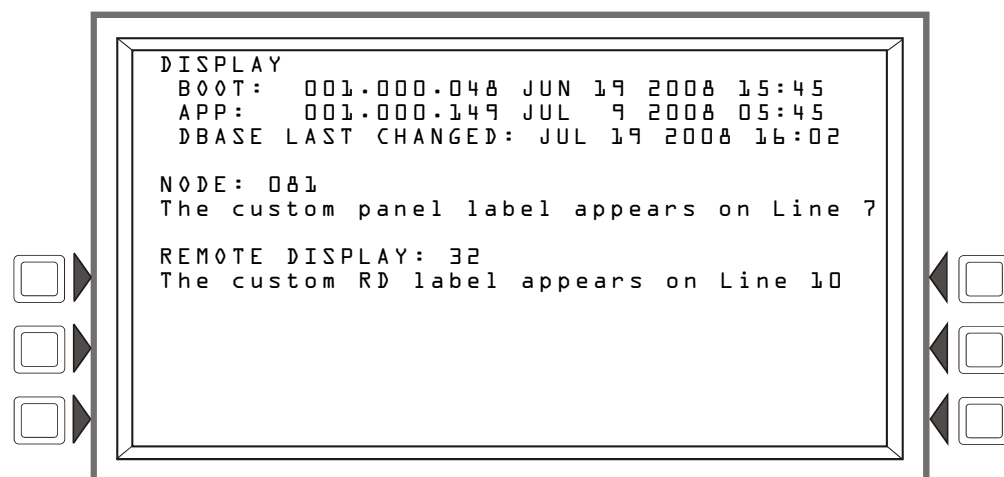 DISPLAY
BOOT: 001.000.048 JUN 19 2008 15:45
APP: 001.000.149 JUL 9 2008 05:45
DBASE LAST CHANGED: JUL 19 2008 16:02
NODE: 081
The custom panel label appears on Line 7
REMOTE DISPLAY: 32
The custom RD label appears on Line 10